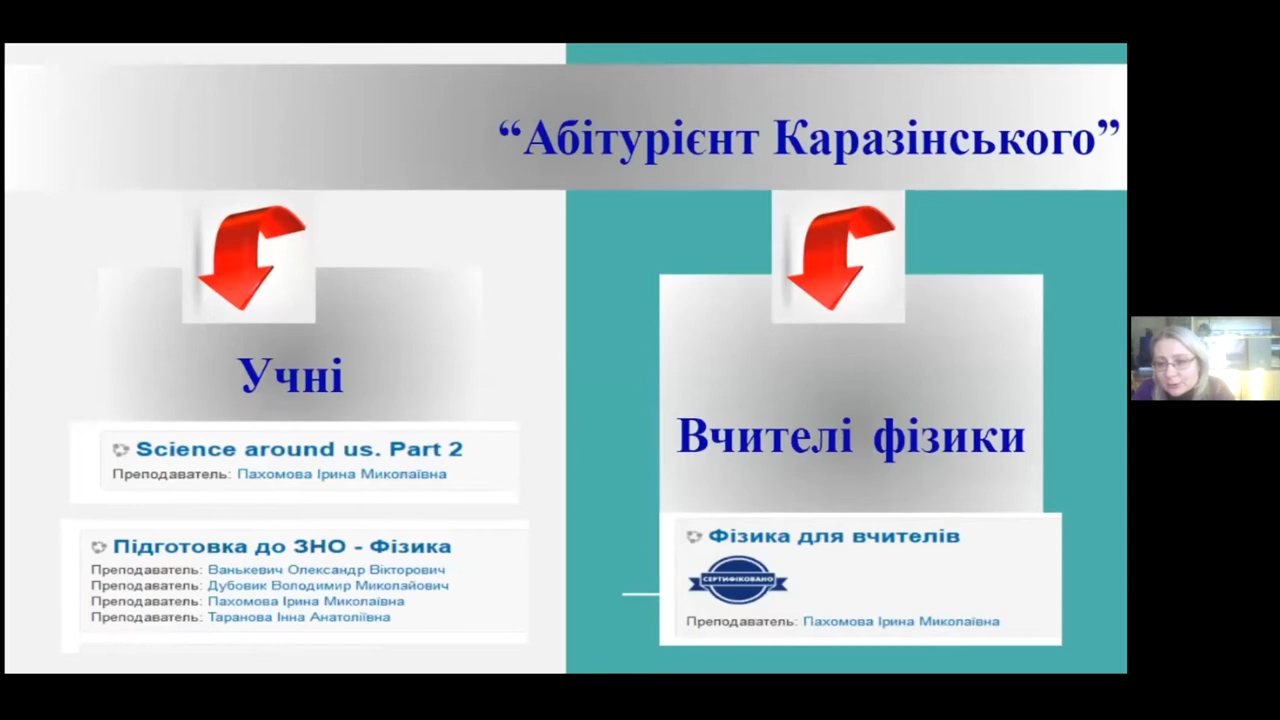 “Абітурієнт Каразінського”
Учні
Science around us. Part 2
Преподаватель: Пахомова Ірина Миколаївна
Підготовка до ЗНО - Фізика
Преподаватель: Ванькевич Олександр Вікторович
Преподаватель: Дубовик Володимир Миколайович
Преподаватель: Пахомова Ірина Миколаївна
Преподаватель: Таранова Інна Анатоліївна
Вчителі фізики
Фізика для вчителів
СЕРТИФІКОВАНО
Преподаватель: Пахомова Ірина Миколаївна